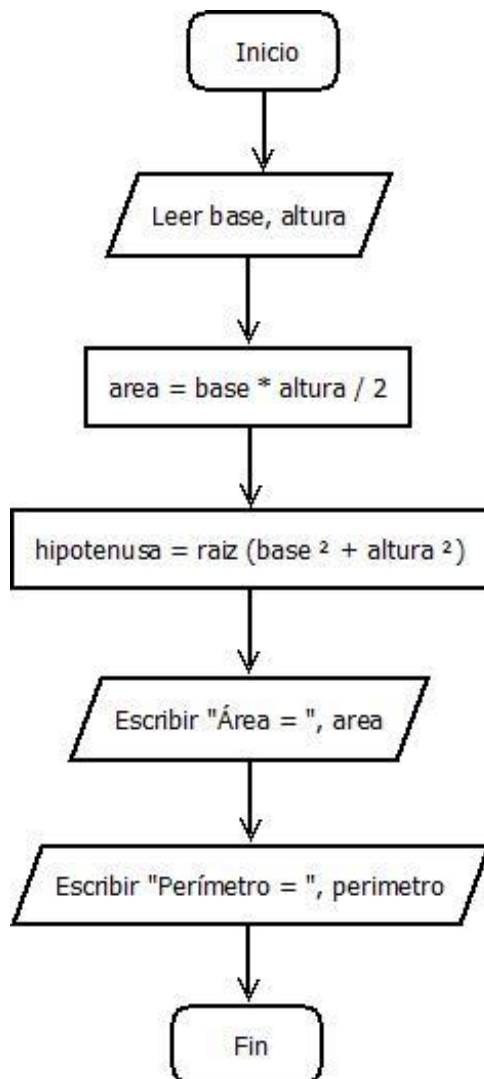 Inicio
Leer base, altura
area = base * altura / 2
hipotenusa = raiz (base ² + altura ²)
Escribir "Área = ", area
Escribir "Perímetro = ", perimetro
Fin